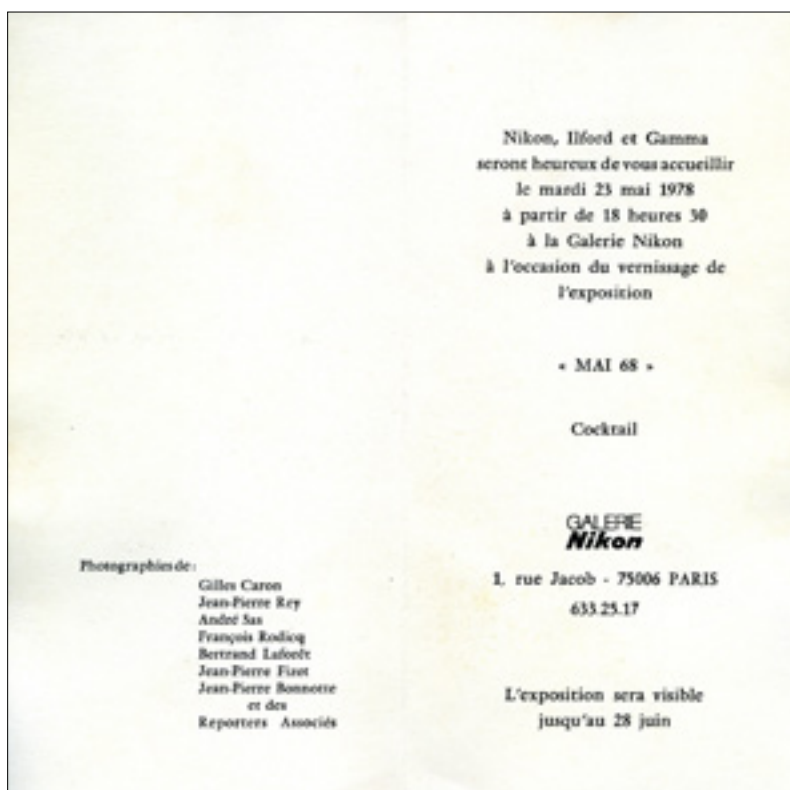 Nikon, Ilford et Gamma
seront heureux de vous accueillir
le mardi 23 mai 1978
à partir de 18 heures 30
à la Galerie Nikon
à l'occasion du vernissage de
l'exposition
« MAI 68 »
Cocktail
GALERIE
Nikon
1, rue Jacob - 75006 PARIS
633.25.17
L'exposition sera visible
jusqu'au 28 juin
Photographies de :
Gilles Caron
Jean-Pierre Rey
André Sas
François Rodicq
Bertrand Laforêt
Jean-Pierre Fizet
Jean-Pierre Bonnotte
et des
Reporters Associés